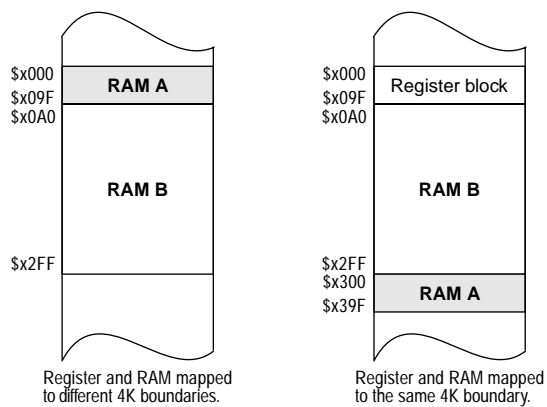 $x000
RAM A
$x09F
$x0A0
RAM B
$x2FF
Register and RAM mapped
to different 4K boundaries.
$x000
Register block
$x09F
$x0A0
RAM B
$x2FF
$x300
RAM A
$x39F
Register and RAM mapped
to the same 4K boundary.